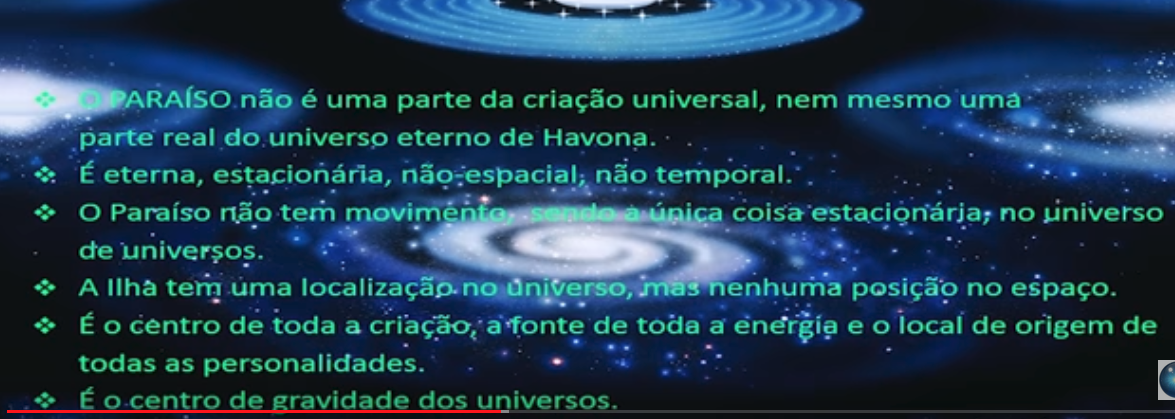 ❖ O PARAÍSO não é uma parte da criação universal, nem mesmo uma
parte real do universo eterno de Havona.
❖ É eterna, estacionária, não-espacial, não temporal.
❖ O Paraíso não tem movimento, sendo a única coisa estacionária, no universo
de universos.
❖ A Ilha tem uma localização no universo, mas nenhuma posição no espaço.
❖ É o centro de toda a criação, a fonte de toda a energia e o local de origem de
todas as personalidades.
❖ É o centro de gravidade dos universos.